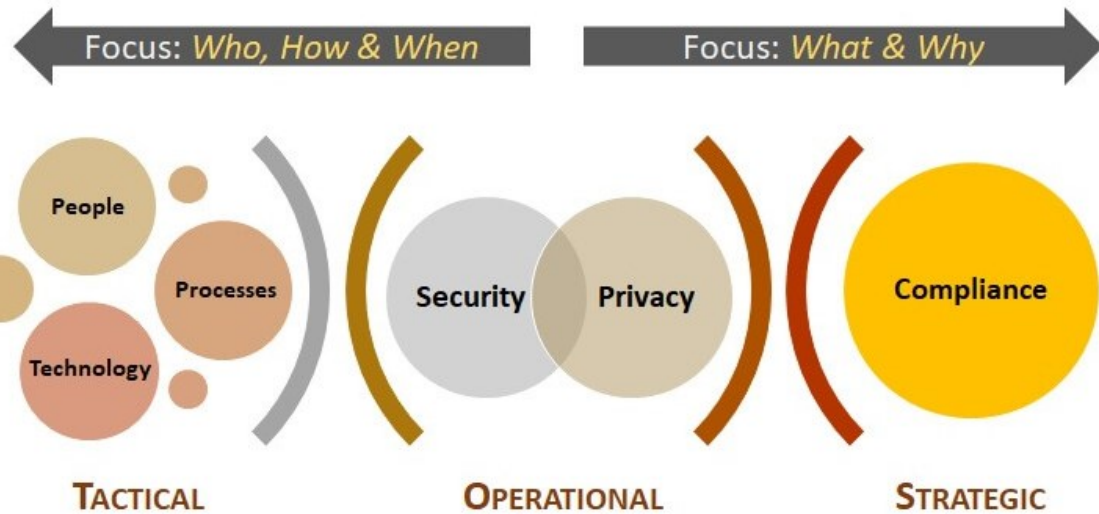 Focus: Who, How & When
Focus: What & Why
People
Processes
Technology
Security
Privacy
Compliance
TACTICAL
OPERATIONAL
STRATEGIC